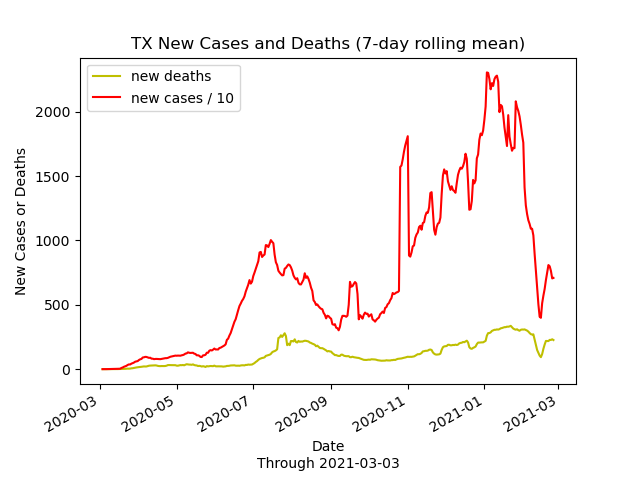 TX New Cases and Deaths (7-day rolling mean)
new deaths
new cases / 10
2000
1500
1000
500
0
New Cases or Deaths
2020-03
2020-05
2020-07
2020-09
2020-11
2021-01
2021-03
Date
Through 2021-03-03